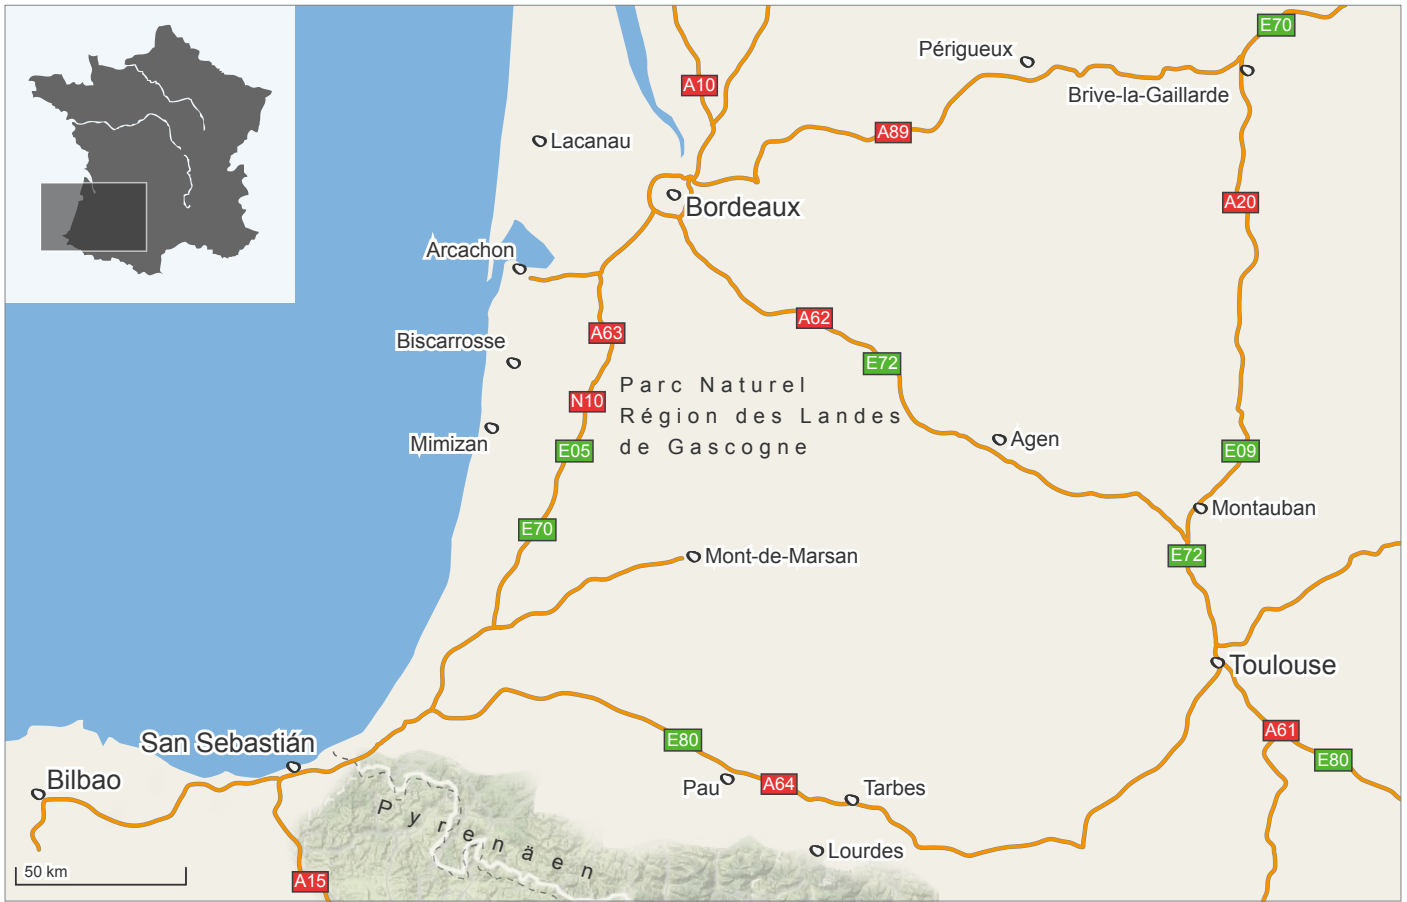 E70
Périgueux
Brive-la-Gaillarde
A10
A89
Lacanau
A20
Bordeaux
Arcachon
A62
A63
Biscarrosse
E72
Parc Naturel
N10
Région des Landes
Mimizan
Agen
de Gascogne
E05
E09
Montauban
E70
Mont-de-Marsan
E72
Toulouse
A61
San Sebastián
E80
E80
Bilbao
Pau
A64
Tarbes
Pyrenäen
Lourdes
50 km
A15